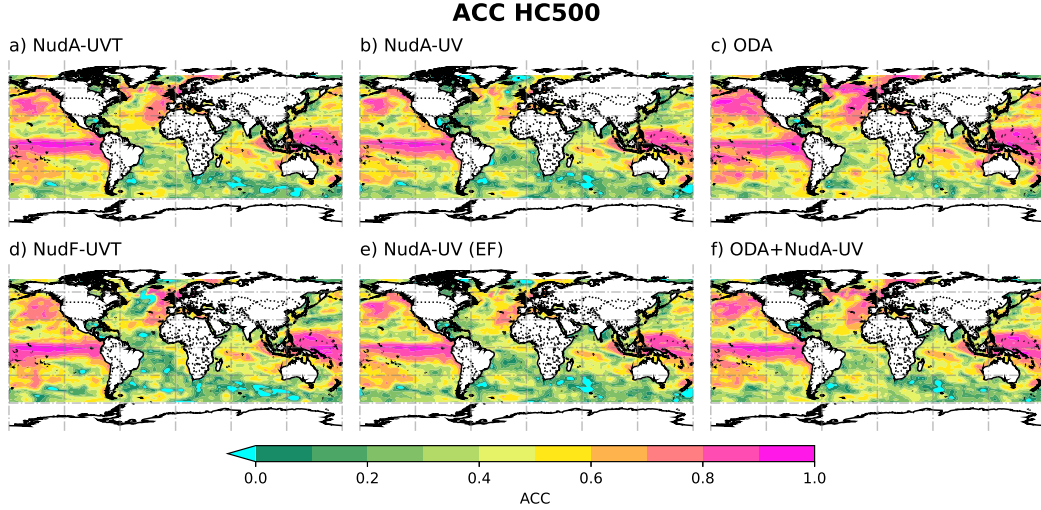 ACC HC500
a) NudA-UVT
b) NudA-UV
c) ODA
d) NudF-UVT
e) NudA-UV (EF)
f) ODA+NudA-UV
0.0 0.2 0.4 0.6 0.8 1.0
ACC